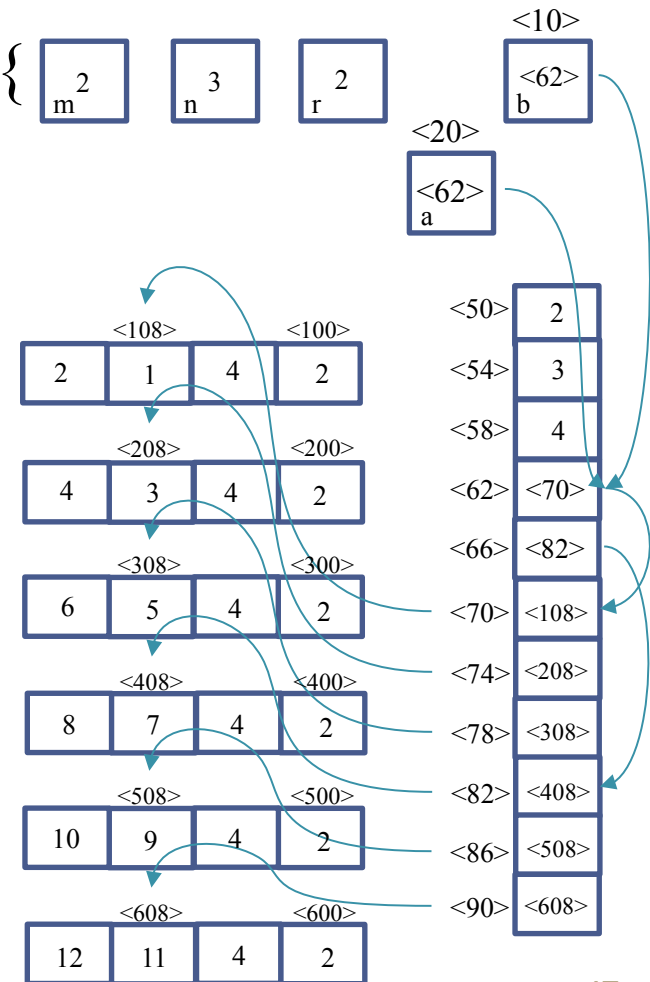 <10>
{ 2 3 2 <62>
m n r b
<20>
<62>
a
<50> 2
<108> <100>
2 1 4 2
<54> 3
<58> 4
<208> <200>
4 3 4 2
<62> <70>
<66> <82>
<308> <300>
6 5 4 2
<70> <108>
<74> <208>
<408> <400>
8 7 4 2
<78> <308>
<82> <408>
<508> <500>
10 9 4 2
<86> <508>
<90> <608>
<608> <600>
12 11 4 2